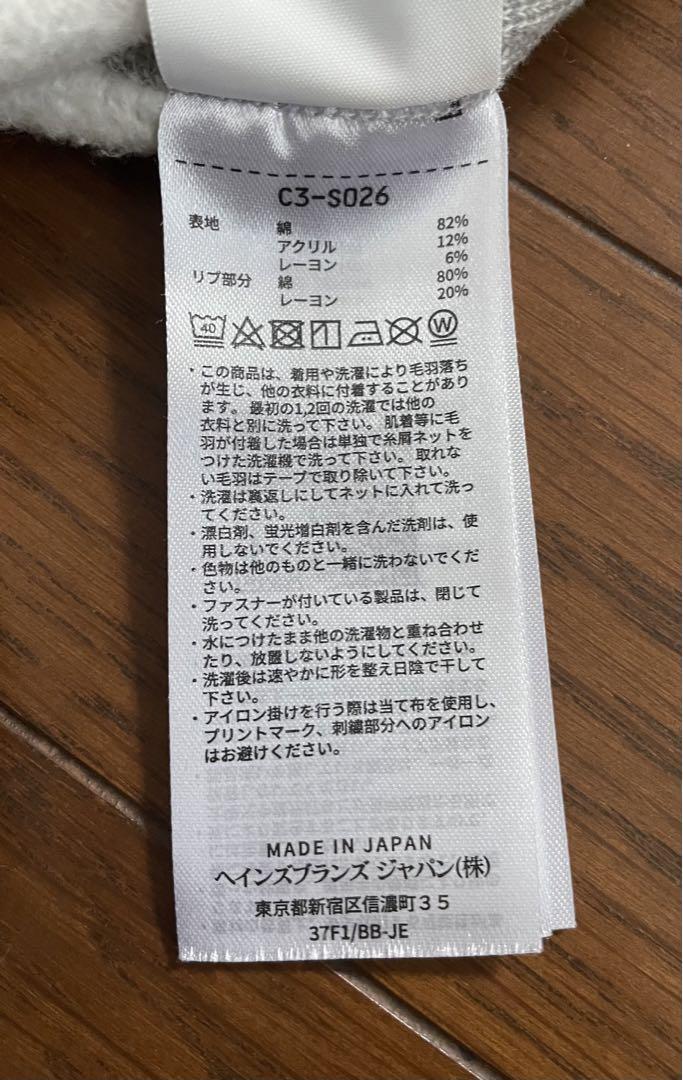 C3-S026
表地 綿 82%
アクリル 12%
レーヨン 6%
リブ部分 綿 80%
レーヨン 20%
40 W
・この商品は、着用や洗濯により毛羽落ち
が生じ、他の衣料に付着することがあり
ます。最初の1,2回の洗濯では他の
衣料と別に洗って下さい。肌着等に毛
羽が付着した場合は単独で糸屑ネットを
つけた洗濯機で洗って下さい。取れな
い毛羽はテープで取り除いて下さい。
・洗濯は裏返しにしてネットに入れて洗っ
てください。
・漂白剤、蛍光増白剤を含んだ洗剤は、使
用しないでください。
・色物は他のものと一緒に洗わないでくだ
さい。
・ファスナーが付いている製品は、閉じて
洗ってください。
・水につけたまま他の洗濯物と重ね合わせ
たり、放置しないようにしてください。
・洗濯後は速やかに形を整え日陰で干して
下さい。
・アイロン掛けを行う際は当て布を使用し、
プリントマーク、刺繍部分へのアイロン
はお避けください。
MADE IN JAPAN
ヘインズブランズ ジャパン(株)
東京都新宿区信濃町35
37F1/BB-JE